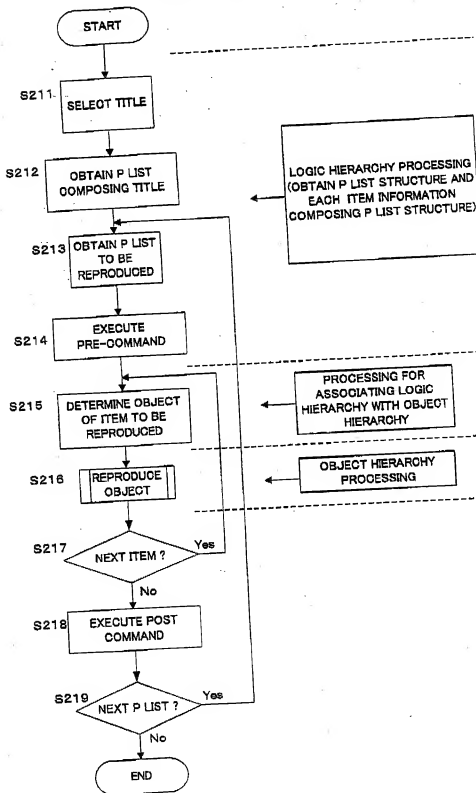 START
S211
SELECT TITLE
S212
OBTAIN P LIST
COMPOSING TITLE
LOGIC HIERARCHY PROCESSING
(OBTAIN P LIST STRUCTURE AND
EACH ITEM INFORMATION
COMPOSING P LIST STRUCTURE)
S213
OBTAIN P LIST
TO BE
REPRODUCED
S214
EXECUTE
PRE-COMMAND
S215
DETERMINE OBJECT
OF ITEM TO BE
REPRODUCED
PROCESSING FOR
ASSOCIATING LOGIC
HIERARCHY WITH OBJECT
HIERARCHY
S216
REPRODUCE
OBJECT
OBJECT HIERARCHY
PROCESSING
S217
NEXT ITEM ?
Yes
No
S218
EXECUTE POST
COMMAND
S219
NEXT P LIST ?
Yes
No
END